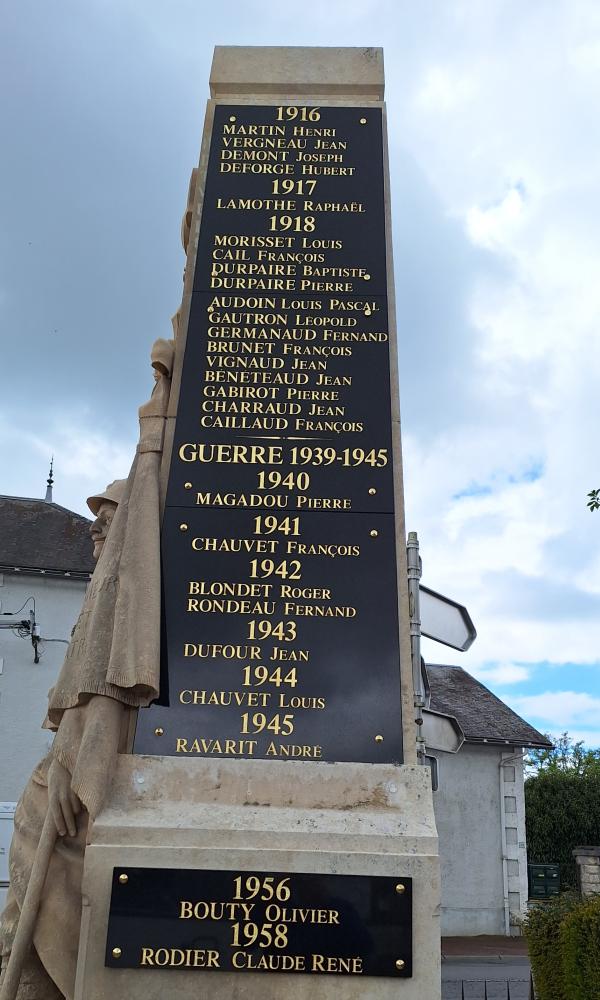 1916
MARTIN HENRI
VERGNEAU JEAN
DEMONT JOSEPH
DEFORGE HUBERT
1917
LAMOTHE RAPHAËL
1918
MORISSET LOUIS
CAIL FRANÇOIS
DURPAIRE BAPTISTE
DURPAIRE PIERRE
AUDOIN LOUIS PASCAL
GAUTRON LÉOPOLD
GERMANAUD FERNAND
BRUNET FRANÇOIS
VIGNAUD JEAN
BÉNÉTEAUD JEAN
GABIROT PIERRE
CHARRAUD JEAN
CAILLAUD FRANÇOIS
GUERRE 1939-1945
1940
MAGADOU PIERRE
1941
CHAUVET FRANÇOIS
1942
BLONDET ROGER
RONDEAU FERNAND
1943
DUFOUR JEAN
1944
CHAUVET LOUIS
1945
RAVARIT ANDRÉ
1956
BOUTY OLIVIER
1958
RODIER CLAUDE RENÉ